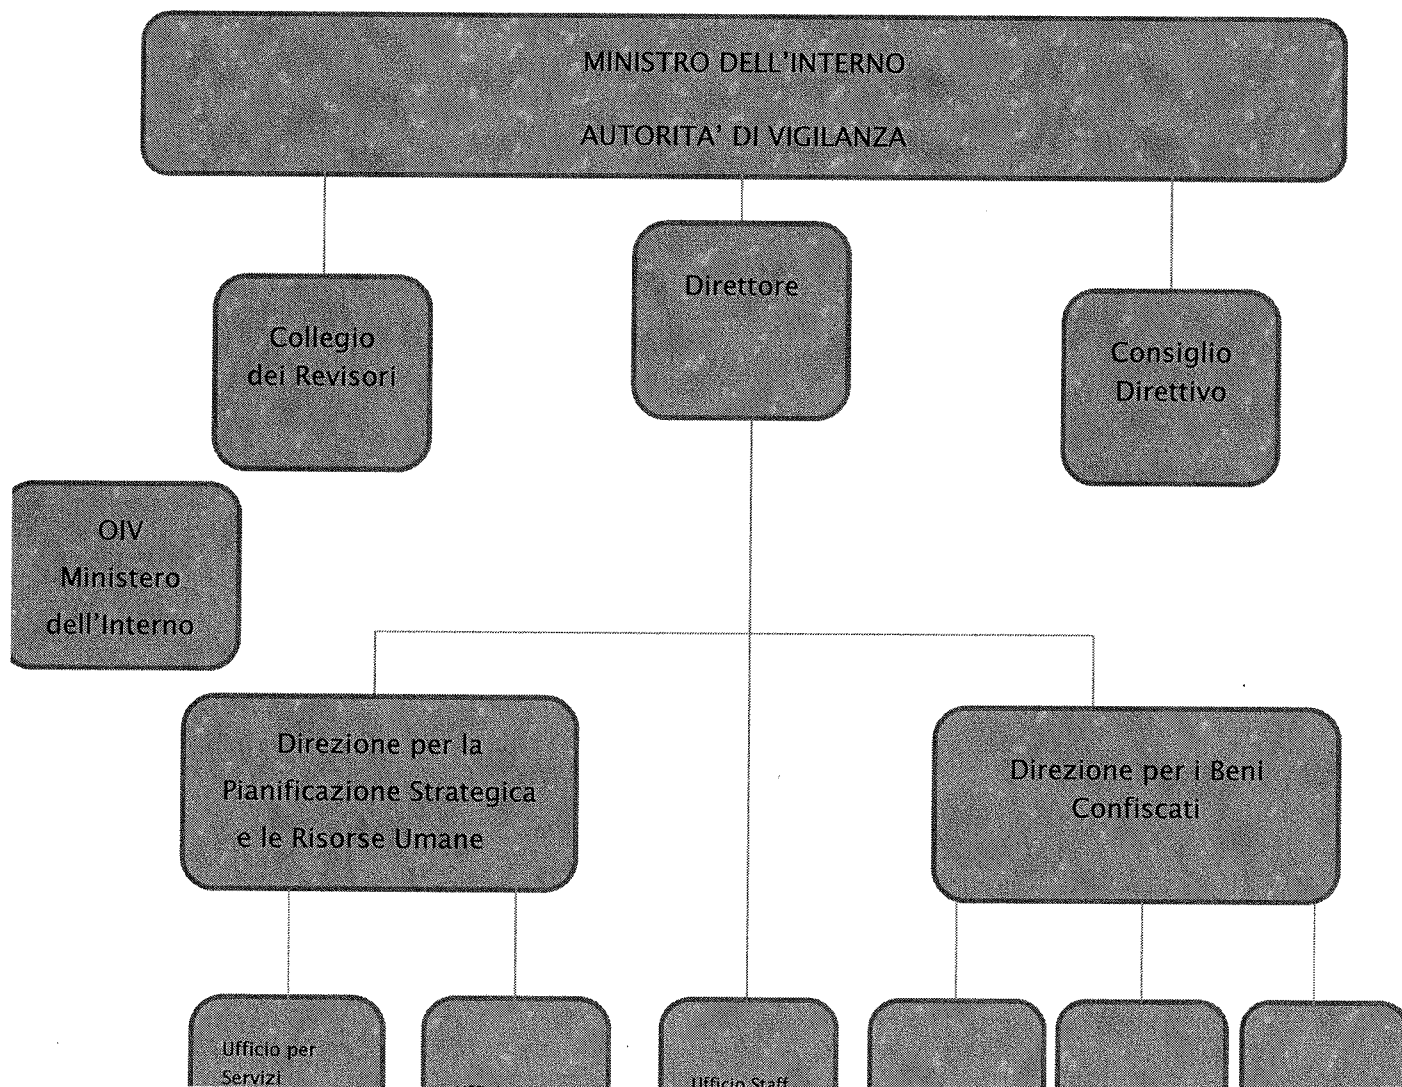 MINISTRO DELL'INTERNO
AUTORITA' DI VIGILANZA
Direttore
Collegio
dei Revisori
Consiglio
Direttivo
OIV
Ministero
dell'Interno
Direzione per la
Pianificazione Strategica
e le Risorse Umane
Direzione per i Beni
Confiscati
Ufficio per
Servizi
Ufficio Staff